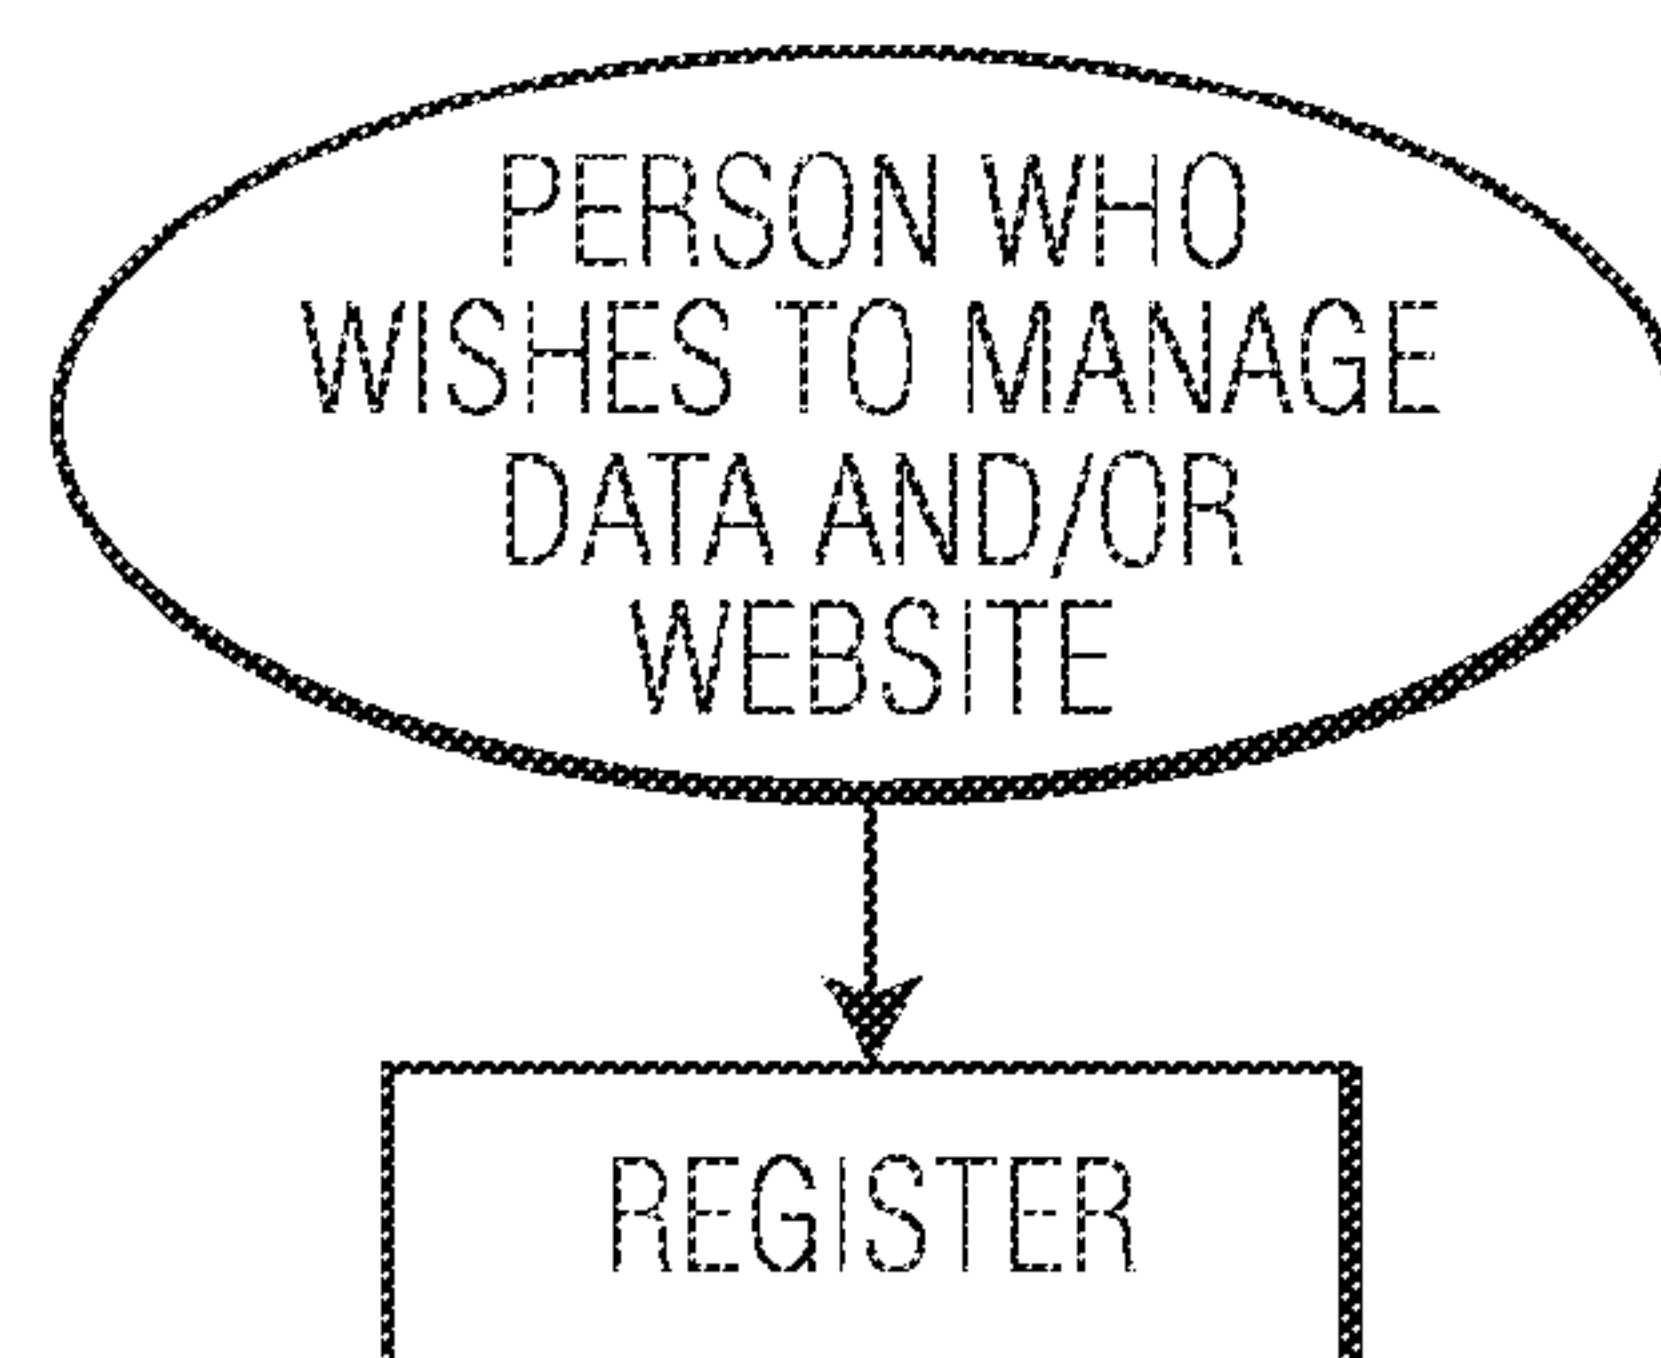 PERSON WHO
WISHES TO MANAGE
DATA AND/OR
WEBSITE
REGISTER